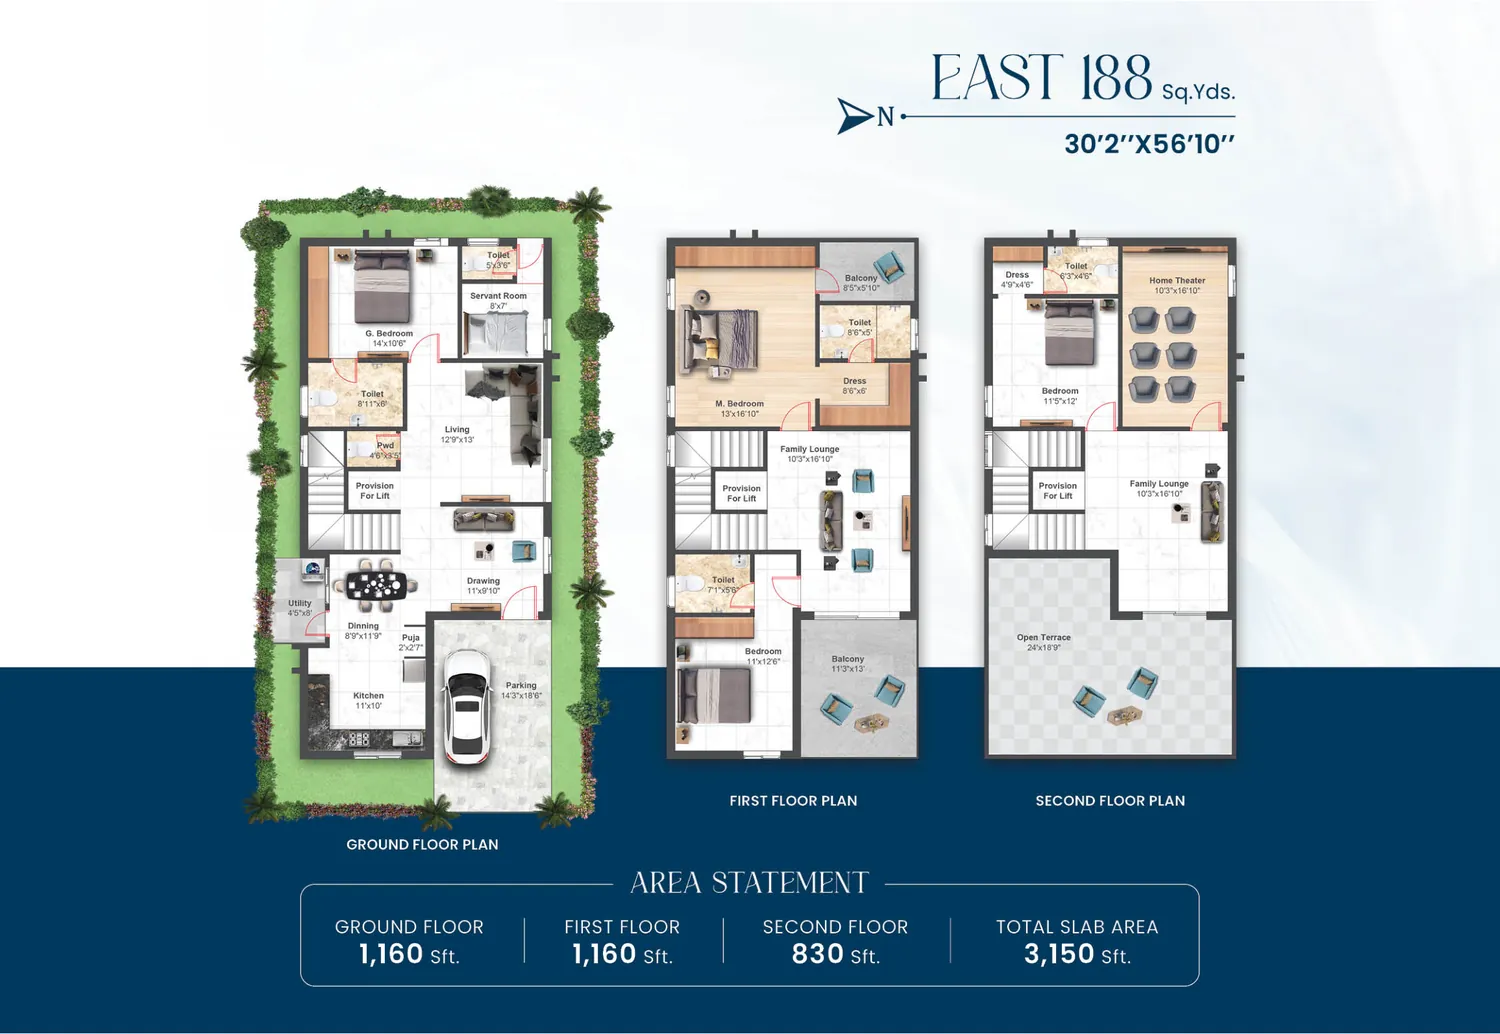 EAST 188 Sq.Yds.
N
30'2''X56'10''
Toilet
5'x3'6"
Servant Room
8'x7'
G. Bedroom
14'x10'6"
Toilet
8'11"x6'
Living
12'9"x13'
Pwd
4'6"x3'5"
Provision
For Lift
Drawing
11'x9'10"
Utility
4'5"x8'
Dinning
8'9"x11'9"
Puja
2'x2'7"
Kitchen
11'x10'
Parking
14'3"x18'6"
GROUND FLOOR PLAN
Balcony
8'5"x5'10"
Toilet
8'6"x5'
Dress
8'6"x6'
M. Bedroom
13'x16'10"
Family Lounge
10'3"x16'10"
Provision
For Lift
Toilet
7'1"x5'6"
Bedroom
11'x12'6"
Balcony
11'3"x13'
FIRST FLOOR PLAN
Dress
4'9"x4'6"
Toilet
6'3"x4'6"
Home Theater
10'3"x16'10"
Bedroom
11'5"x12'
Provision
For Lift
Family Lounge
10'3"x16'10"
Open Terrace
24'x18'9"
SECOND FLOOR PLAN
AREA STATEMENT
GROUND FLOOR
1,160 Sft.
FIRST FLOOR
1,160 Sft.
SECOND FLOOR
830 Sft.
TOTAL SLAB AREA
3,150 Sft.